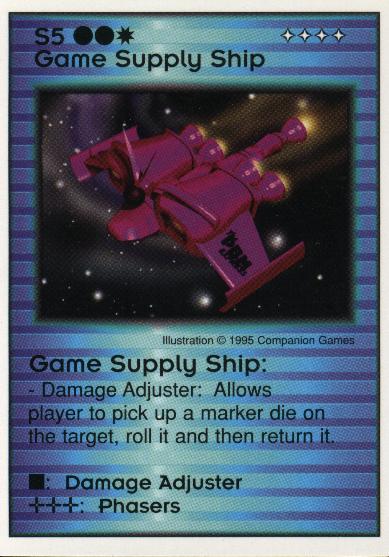 S5 ●●✷ ✧✧✧✧
Game Supply Ship
Illustration © 1995 Companion Games
Game Supply Ship:
- Damage Adjuster: Allows
player to pick up a marker die on
the target, roll it and then return it.
■: Damage Adjuster
✛✛✛: Phasers